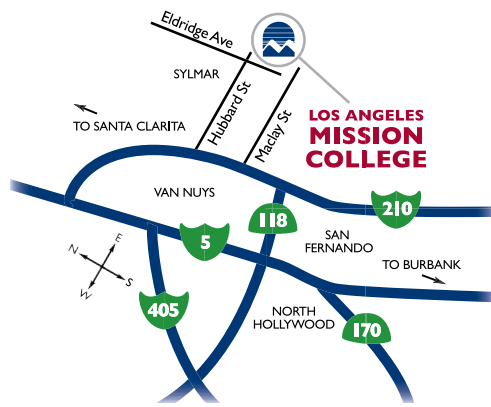 Eldridge Ave
SYLMAR
Hubbard St
Maclay St
LOS ANGELES
MISSION
COLLEGE
TO SANTA CLARITA
VAN NUYS
118
210
5
SAN
FERNANDO
TO BURBANK
N
E
W
S
405
NORTH
HOLLYWOOD
170